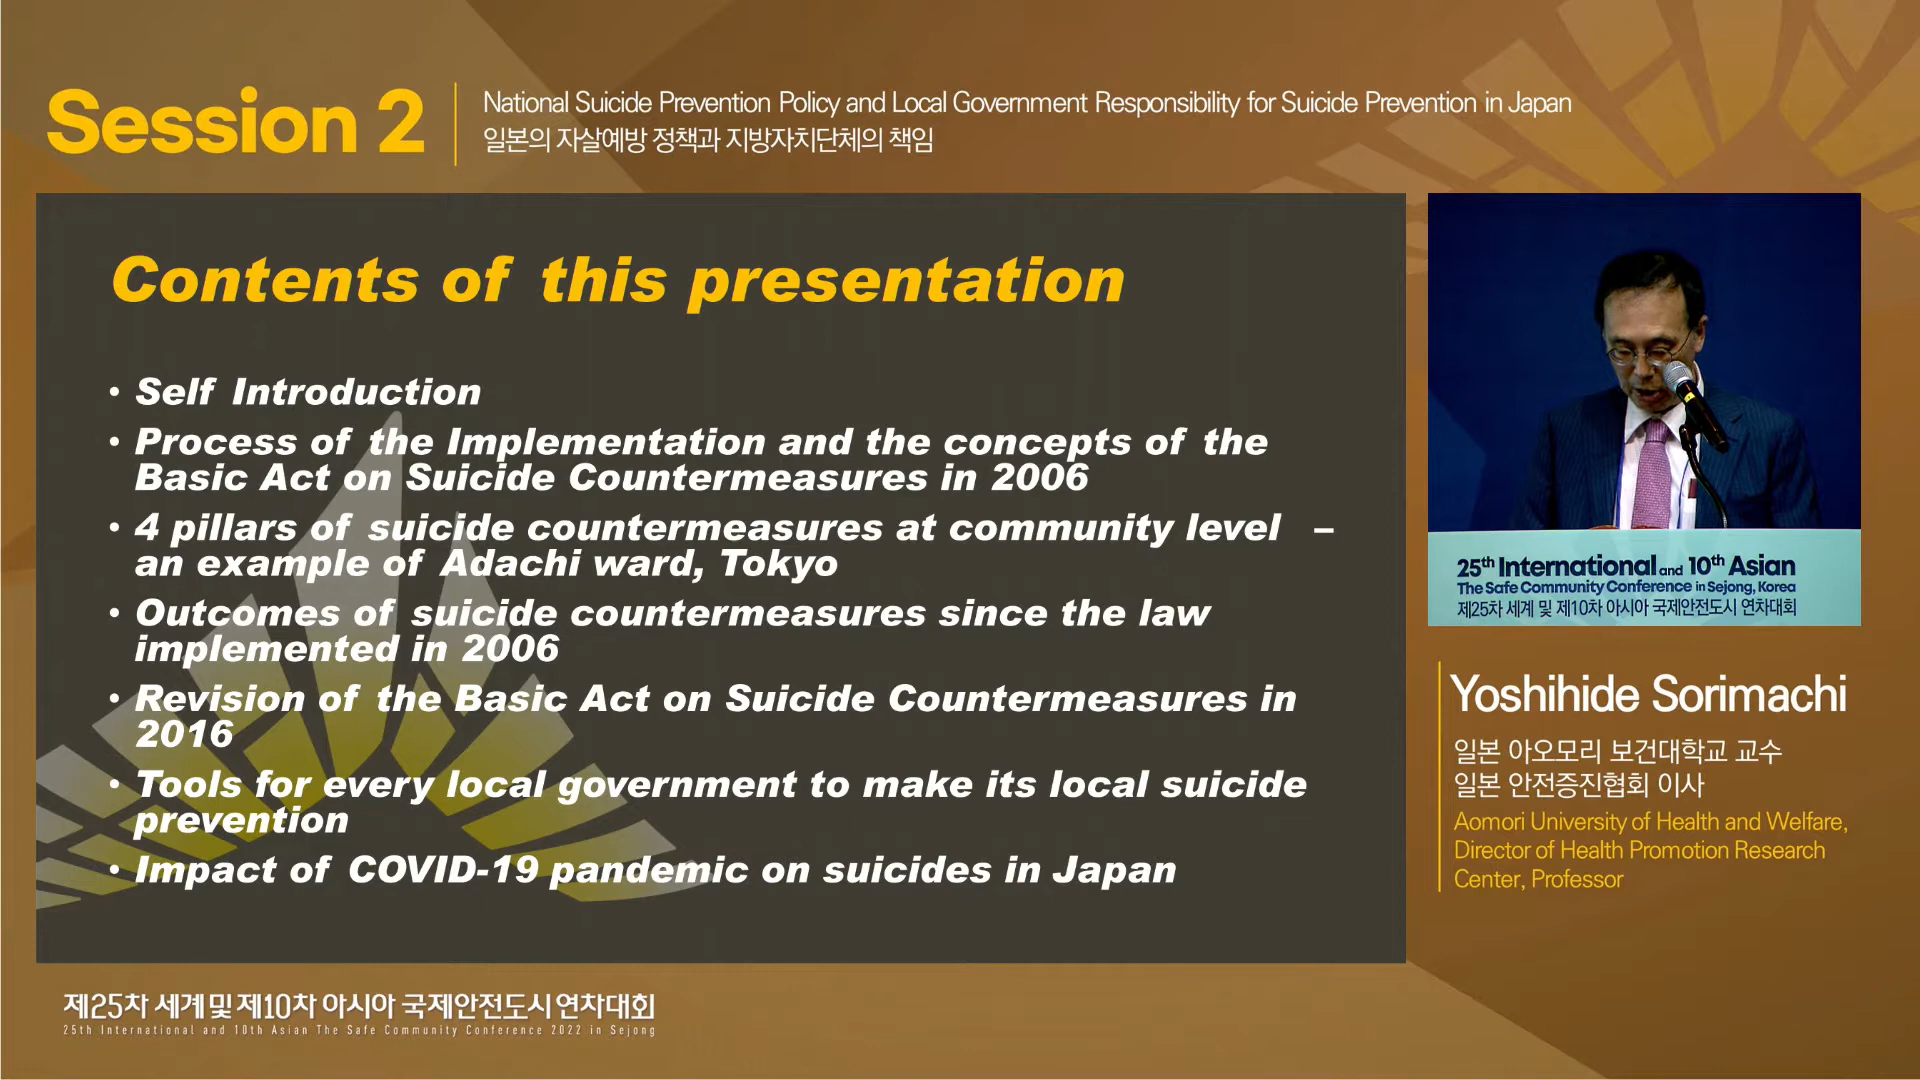 Session 2
National Suicide Prevention Policy and Local Government Responsibility for Suicide Prevention in Japan
일본의 자살예방 정책과 지방자치단체의 책임
Contents of this presentation
• Self Introduction
• Process of the Implementation and the concepts of the
Basic Act on Suicide Countermeasures in 2006
• 4 pillars of suicide countermeasures at community level –
an example of Adachi ward, Tokyo
• Outcomes of suicide countermeasures since the law
implemented in 2006
• Revision of the Basic Act on Suicide Countermeasures in
2016
• Tools for every local government to make its local suicide
prevention
• Impact of COVID-19 pandemic on suicides in Japan
25th International and 10th Asian
The Safe Community Conference in Sejong, Korea
제25차 세계 및 제10차 아시아 국제안전도시 연차대회
Yoshihide Sorimachi
일본 아오모리 보건대학교 교수
일본 안전증진협회 이사
Aomori University of Health and Welfare,
Director of Health Promotion Research
Center, Professor
제25차 세계 및 제10차 아시아 국제안전도시 연차대회
25th International and 10th Asian The Safe Community Conference 2022 in Sejong